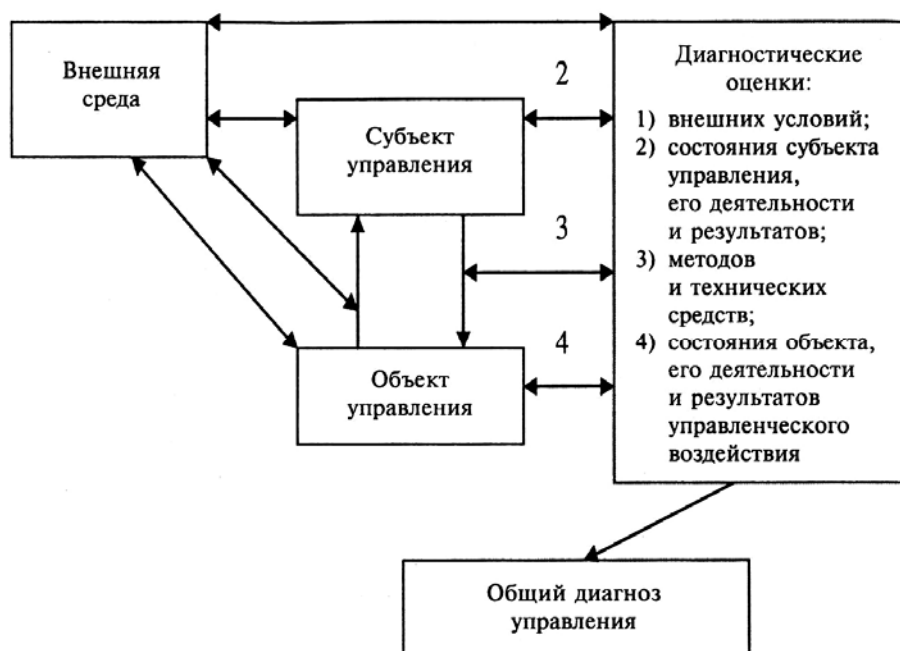 Внешняя
среда
Субъект
управления
Объект
управления
2
3
4
Диагностические
оценки:
1) внешних условий;
2) состояния субъекта
управления,
его деятельности
и результатов;
3) методов
и технических
средств;
4) состояния объекта,
его деятельности
и результатов
управленческого
воздействия
Общий диагноз
управления